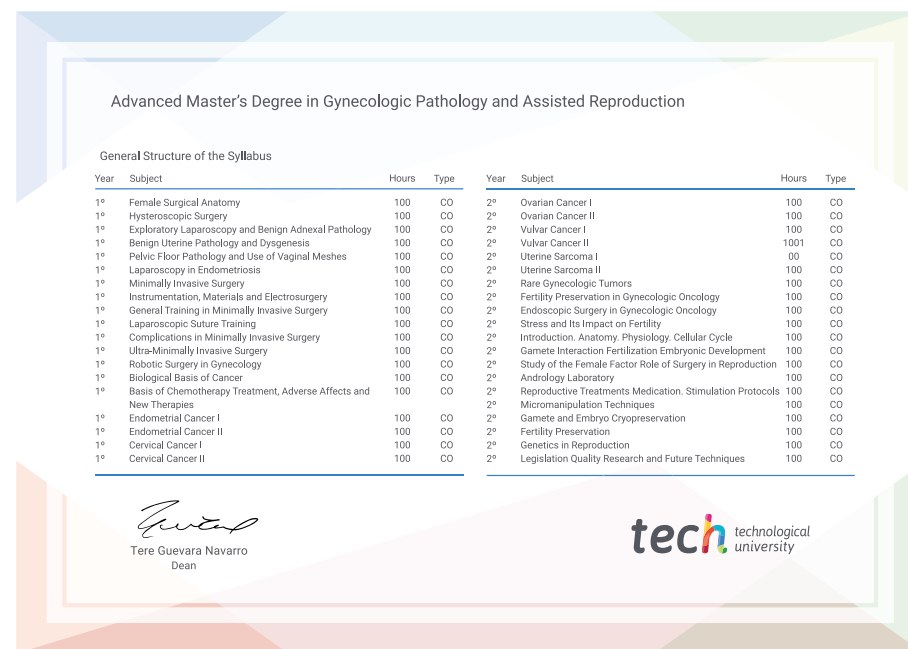 Advanced Master's Degree in Gynecologic Pathology and Assisted Reproduction
General Structure of the Syllabus
Year Subject Hours Type
1º Female Surgical Anatomy 100 CO
1º Hysteroscopic Surgery 100 CO
1º Exploratory Laparoscopy and Benign Adnexal Pathology 100 CO
1º Benign Uterine Pathology and Dysgenesis 100 CO
1º Pelvic Floor Pathology and Use of Vaginal Meshes 100 CO
1º Laparoscopy in Endometriosis 100 CO
1º Minimally Invasive Surgery 100 CO
1º Instrumentation, Materials and Electrosurgery 100 CO
1º General Training in Minimally Invasive Surgery 100 CO
1º Laparoscopic Suture Training 100 CO
1º Complications in Minimally Invasive Surgery 100 CO
1º Ultra-Minimally Invasive Surgery 100 CO
1º Robotic Surgery in Gynecology 100 CO
1º Biological Basis of Cancer 100 CO
1º Basis of Chemotherapy Treatment, Adverse Affects and 100 CO
New Therapies
1º Endometrial Cancer I 100 CO
1º Endometrial Cancer II 100 CO
1º Cervical Cancer I 100 CO
1º Cervical Cancer II 100 CO
Year Subject Hours Type
2º Ovarian Cancer I 100 CO
2º Ovarian Cancer II 100 CO
2º Vulvar Cancer I 100 CO
2º Vulvar Cancer II 1001 CO
2º Uterine Sarcoma I 00 CO
2º Uterine Sarcoma II 100 CO
2º Rare Gynecologic Tumors 100 CO
2º Fertility Preservation in Gynecologic Oncology 100 CO
2º Endoscopic Surgery in Gynecologic Oncology 100 CO
2º Stress and Its Impact on Fertility 100 CO
2º Introduction. Anatomy. Physiology. Cellular Cycle 100 CO
2º Gamete Interaction Fertilization Embryonic Development 100 CO
2º Study of the Female Factor Role of Surgery in Reproduction 100 CO
2º Andrology Laboratory 100 CO
2º Reproductive Treatments Medication. Stimulation Protocols 100 CO
2º Micromanipulation Techniques 100 CO
2º Gamete and Embryo Cryopreservation 100 CO
2º Fertility Preservation 100 CO
2º Genetics in Reproduction 100 CO
2º Legislation Quality Research and Future Techniques 100 CO
Tere Guevara Navarro
Dean
tech technological
university